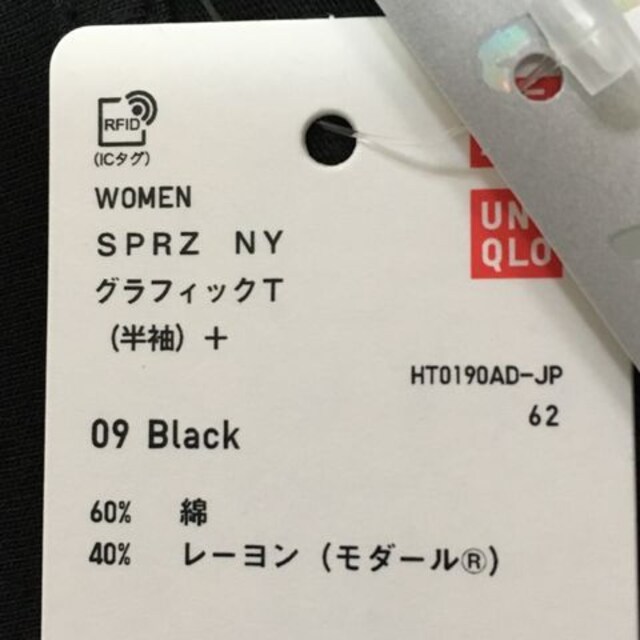 RFID
(ICタグ)
WOMEN
SPRZ NY
グラフィックT
(半袖)+
UNI
QLO
HT0190AD-JP
62
09 Black
60% 綿
40% レーヨン(モダール®)